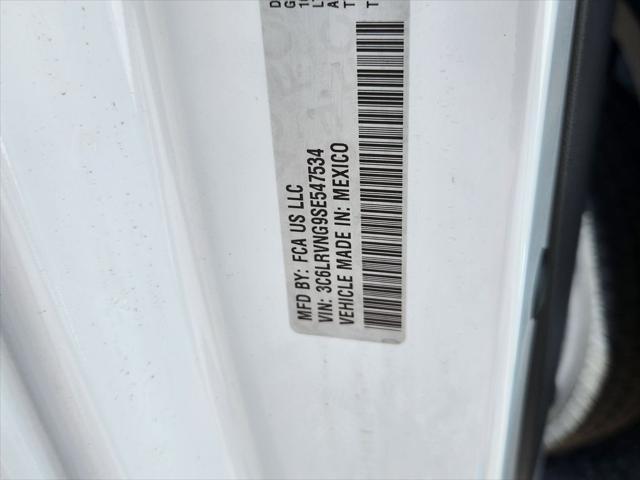 MFD BY: FCA US LLC
VIN: 3C6LRVNG9SE547534
VEHICLE MADE IN: MEXICO